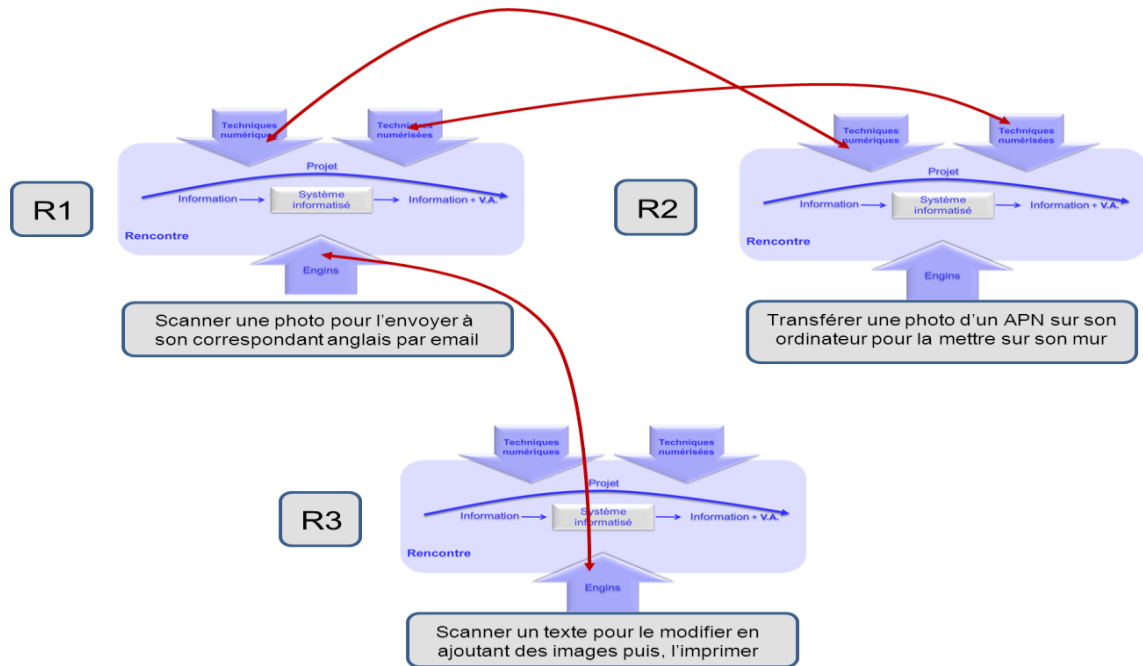 Techniques
numériques
Techniques
numérisées
Projet
Information
Système
informatisé
Information + V.A.
Rencontre
Engins
R1
Scanner une photo pour l'envoyer à
son correspondant anglais par email
Techniques
numériques
Techniques
numérisées
Projet
Information
Système
informatisé
Information + V.A.
Rencontre
Engins
R2
Transférer une photo d'un APN sur son
ordinateur pour la mettre sur son mur
Techniques
numériques
Techniques
numérisées
Projet
Information
Système
informatisé
Information + V.A.
Rencontre
Engins
R3
Scanner un texte pour le modifier en
ajoutant des images puis, l'imprimer